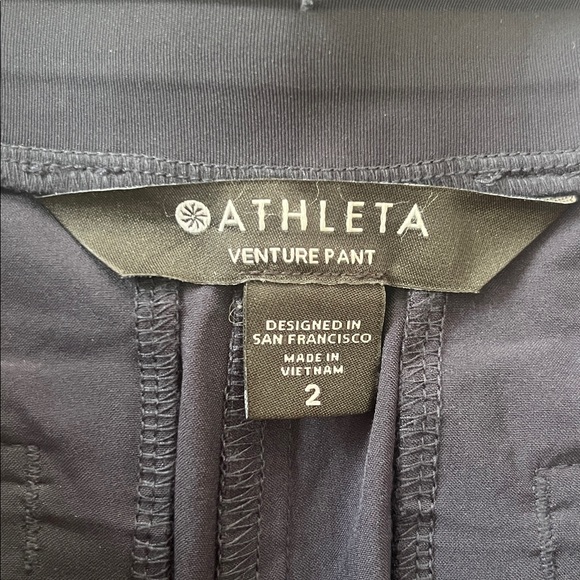 ATHLETA
VENTURE PANT
DESIGNED IN
SAN FRANCISCO
MADE IN
VIETNAM
2